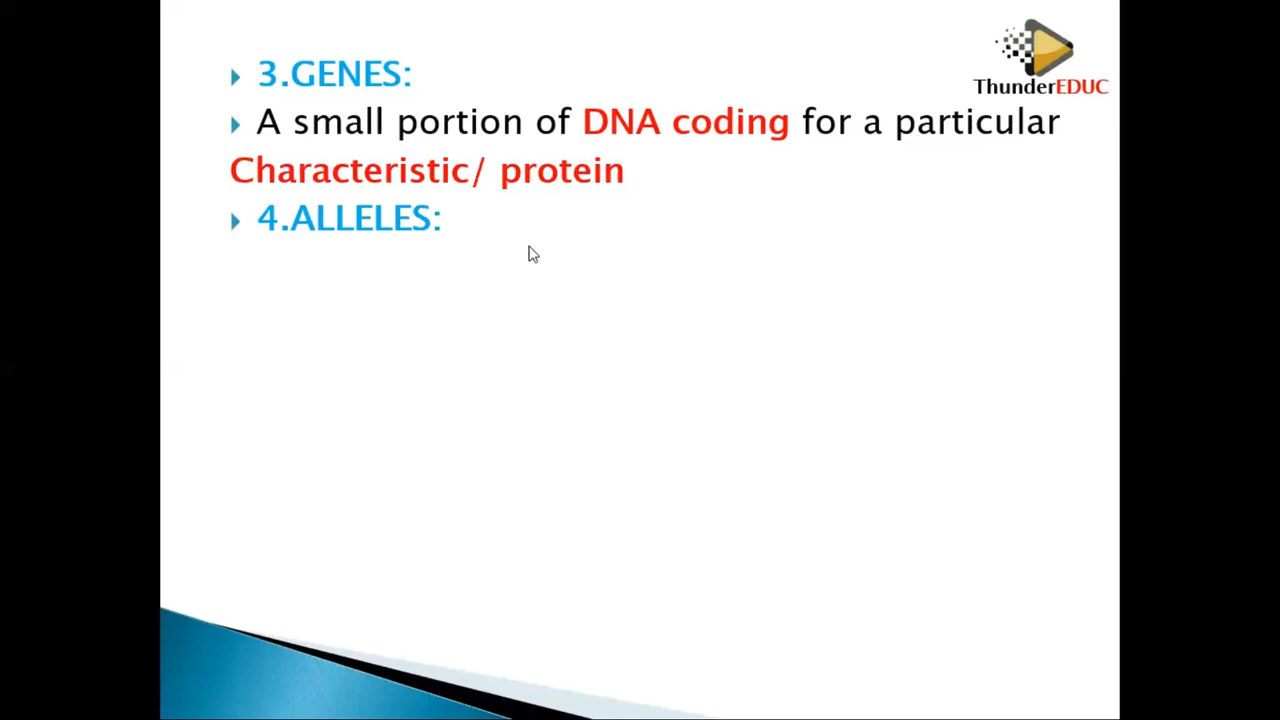 3.GENES:
ThunderEDUC
A small portion of DNA coding for a particular
Characteristic/ protein
4.ALLELES: